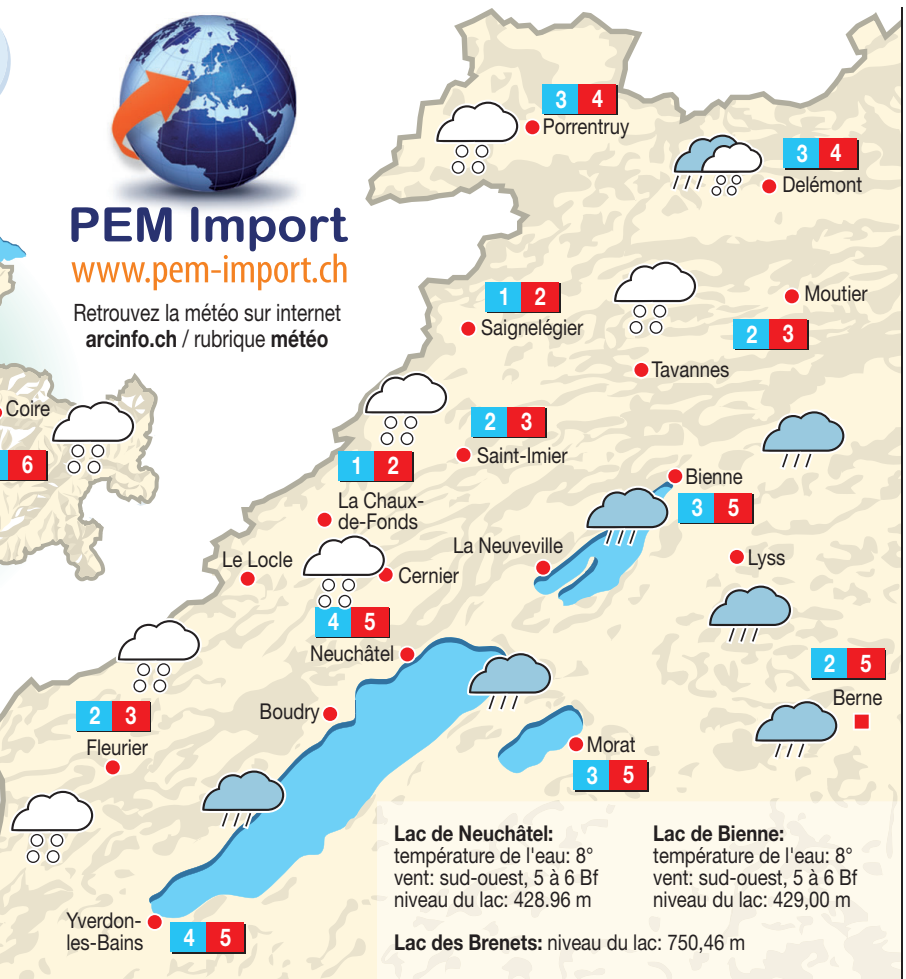 PEM Import
www.pem-import.ch
Retrouvez la météo sur internet
arcinfo.ch / rubrique météo
3 4
Porrentruy
3 4
Delémont
1 2
Saignelégier
Moutier
2 3
Tavannes
Coire
6
2 3
Saint-Imier
1 2
La Chaux-
de-Fonds
Bienne
3 5
La Neuveville
Lyss
Le Locle
Cernier
4 5
Neuchâtel
2 5
Berne
Boudry
2 3
Fleurier
Morat
3 5
Yverdon-
les-Bains
4 5
Lac de Neuchâtel:
température de l'eau: 8°
vent: sud-ouest, 5 à 6 Bf
niveau du lac: 428.96 m
Lac de Bienne:
température de l'eau: 8°
vent: sud-ouest, 5 à 6 Bf
niveau du lac: 429,00 m
Lac des Brenets: niveau du lac: 750,46 m